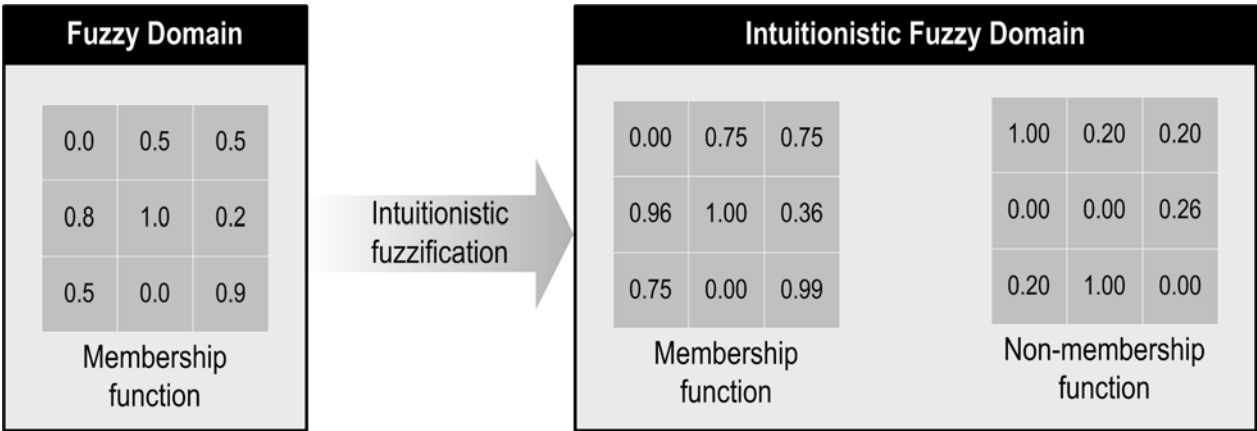 Fuzzy Domain
0.0 0.5 0.5
0.8 1.0 0.2
0.5 0.0 0.9
Membership
function
Intuitionistic
fuzzification
Intuitionistic Fuzzy Domain
0.00 0.75 0.75
0.96 1.00 0.36
0.75 0.00 0.99
Membership
function
1.00 0.20 0.20
0.00 0.00 0.26
0.20 1.00 0.00
Non-membership
function